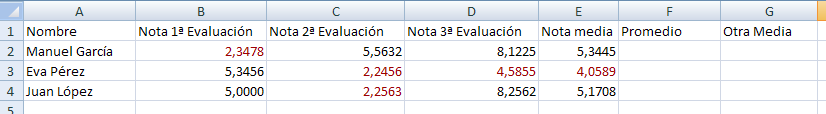 A B C D E F G
1 Nombre Nota 1ª Evaluación Nota 2ª Evaluación Nota 3ª Evaluación Nota media Promedio Otra Media
2 Manuel García 2,3478 5,5632 8,1225 5,3445
3 Eva Pérez 5,3456 2,2456 4,5855 4,0589
4 Juan López 5,0000 2,2563 8,2562 5,1708
5